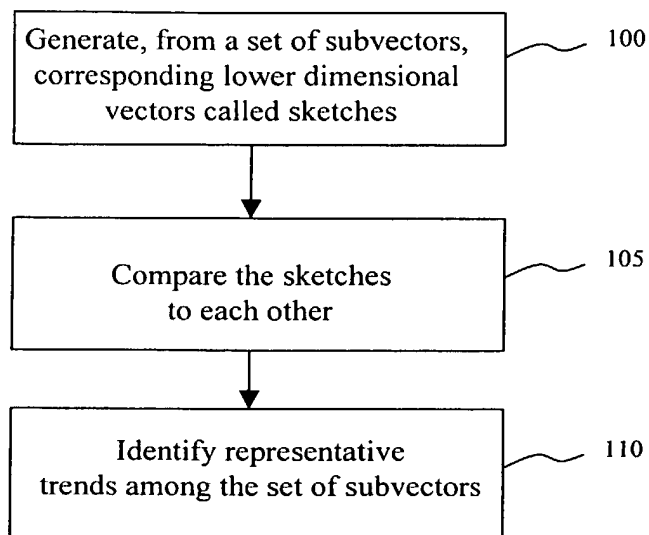 Generate, from a set of subvectors,
corresponding lower dimensional
vectors called sketches
100
Compare the sketches
to each other
105
Identify representative
trends among the set of subvectors
110